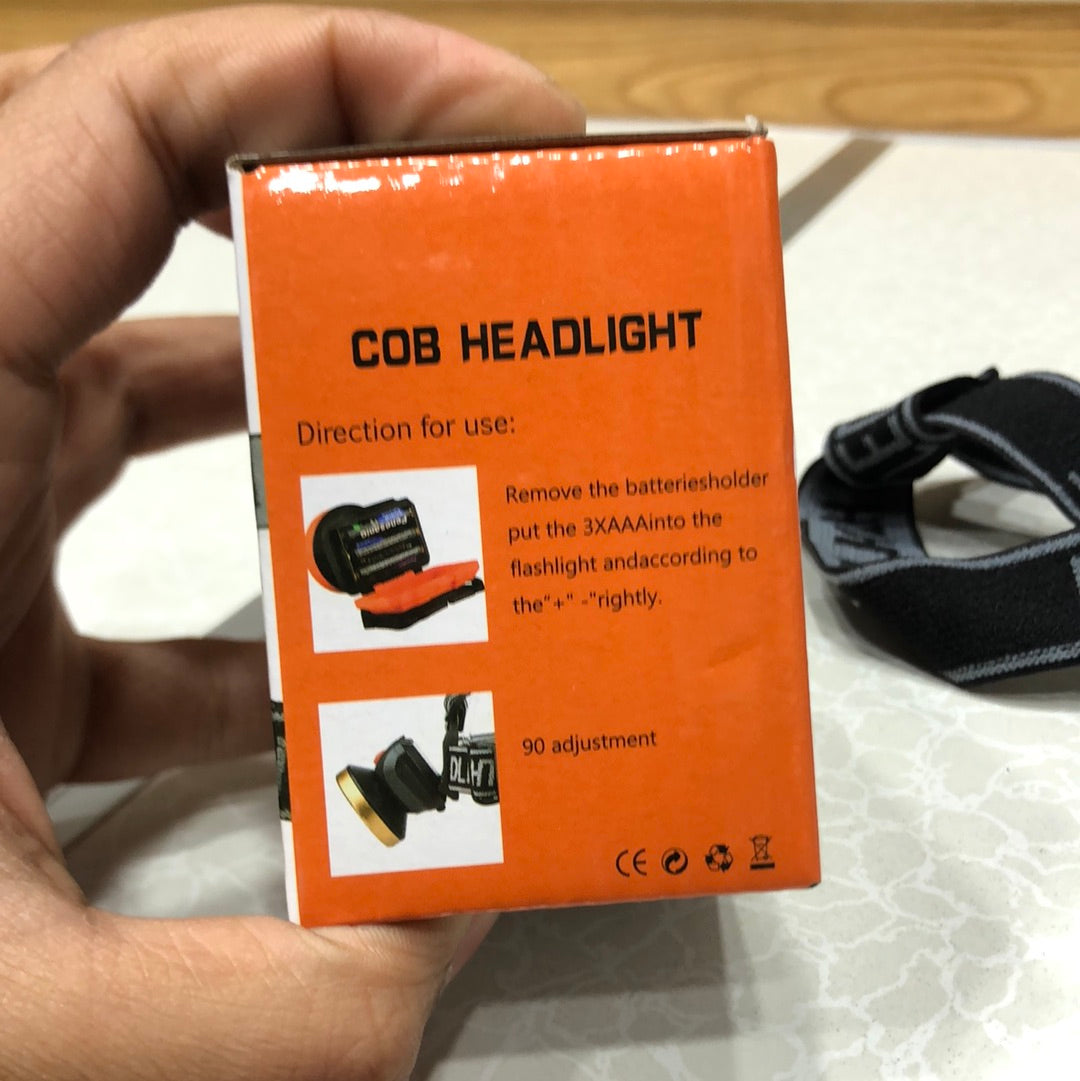 COB HEADLIGHT
Direction for use:
Remove the batteriesholder
put the 3XAAAinto the
flashlight andaccording to
the"+" -"rightly.
Panasonic
90 adjustment
CE